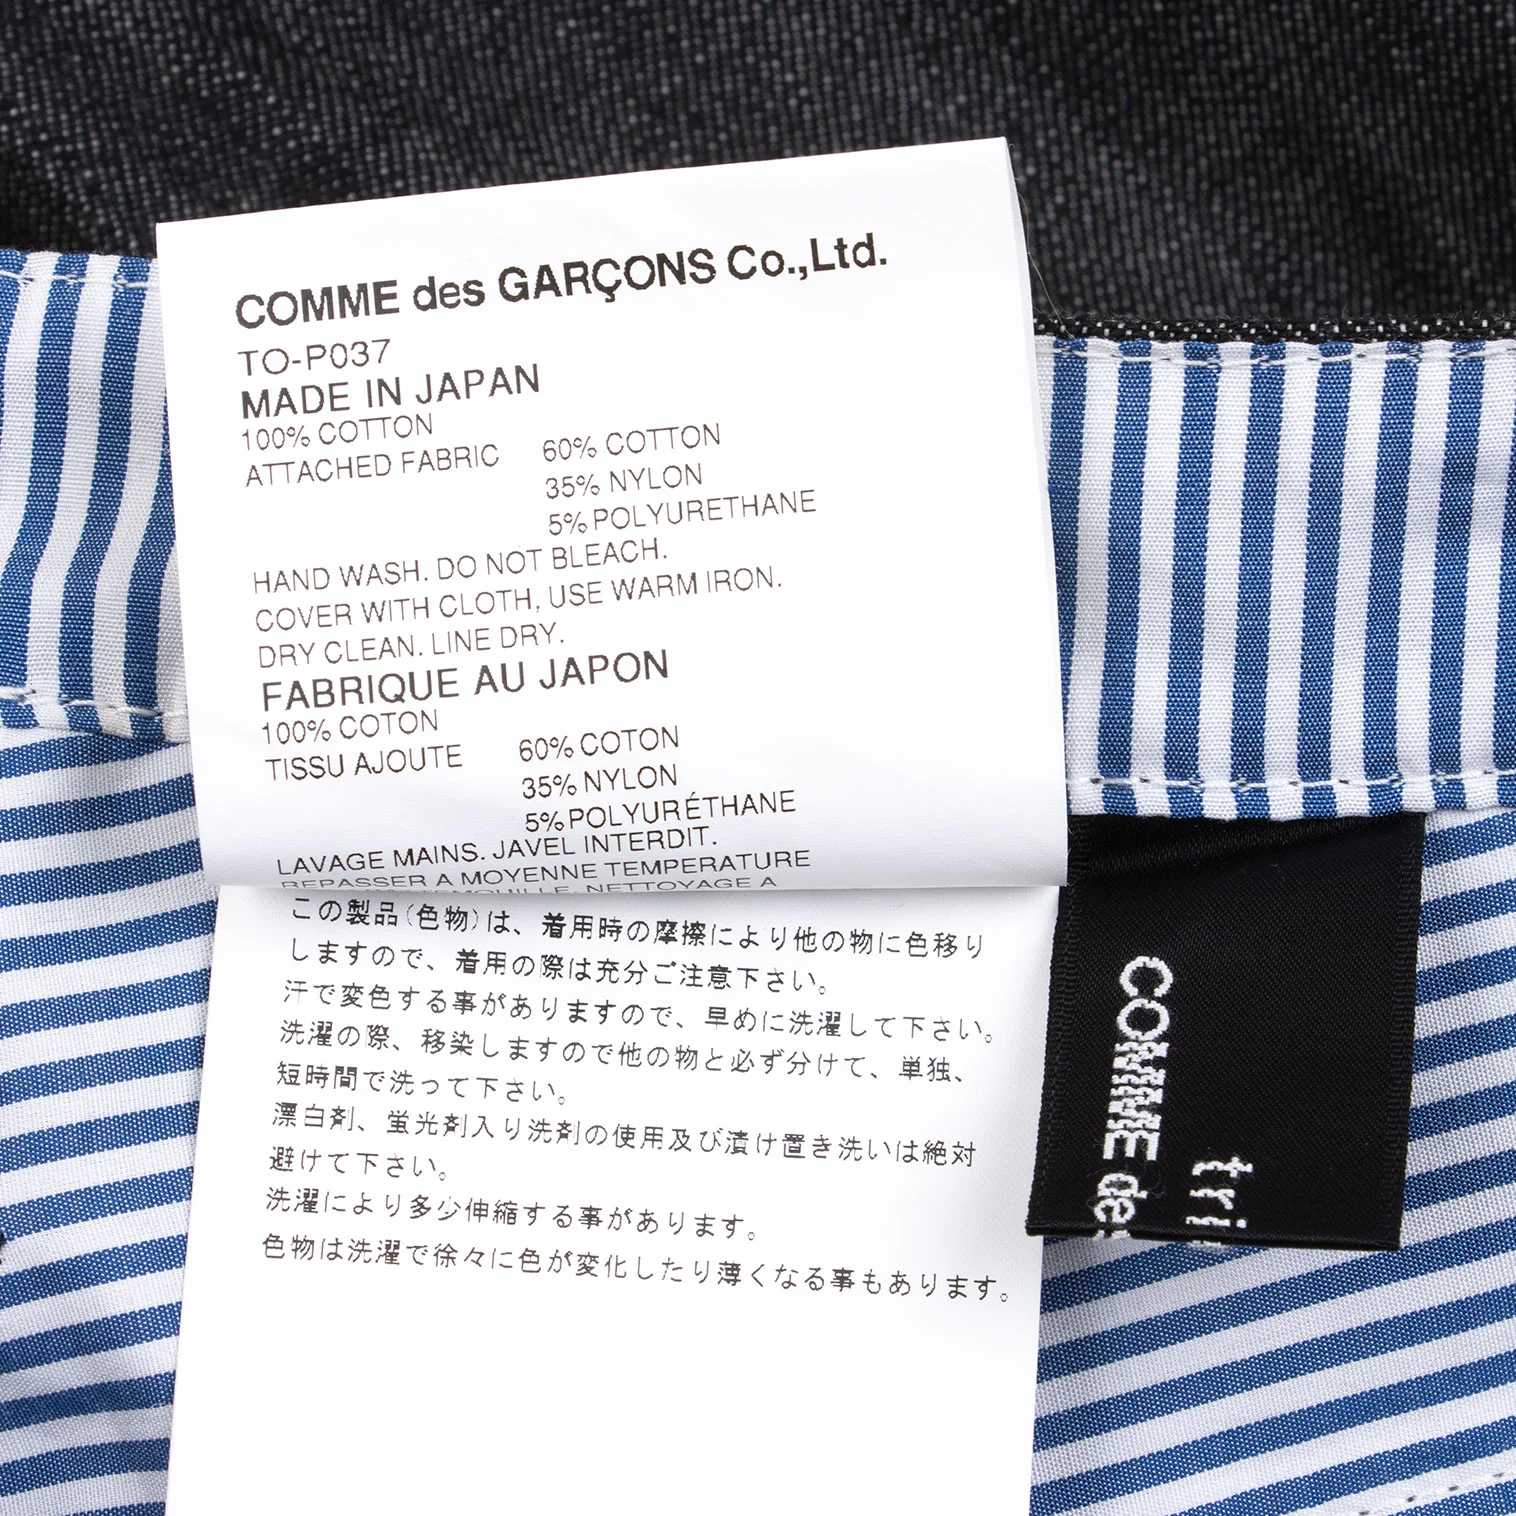 COMME des GARÇONS Co.,Ltd.
TO-P037
MADE IN JAPAN
100% COTTON
ATTACHED FABRIC 60% COTTON
35% NYLON
5% POLYURETHANE
HAND WASH. DO NOT BLEACH.
COVER WITH CLOTH, USE WARM IRON.
DRY CLEAN. LINE DRY.
FABRIQUE AU JAPON
100% COTON
TISSU AJOUTE 60% COTON
35% NYLON
5% POLYURÉTHANE
LAVAGE MAINS. JAVEL INTERDIT.
REPASSER A MOYENNE TEMPERATURE
NETTOYAGE A
この製品(色物)は、着用時の摩擦により他の物に色移り
しますので、着用の際は充分ご注意下さい。
汗で変色する事がありますので、早めに洗濯して下さい。
洗濯の際、移染しますので他の物と必ず分けて、単独、
短時間で洗って下さい。
漂白剤、蛍光剤入り洗剤の使用及び漬け置き洗いは絶対
避けて下さい。
洗濯により多少伸縮する事があります。
色物は洗濯で徐々に色が変化したり薄くなる事もあります。
tri
COMME de